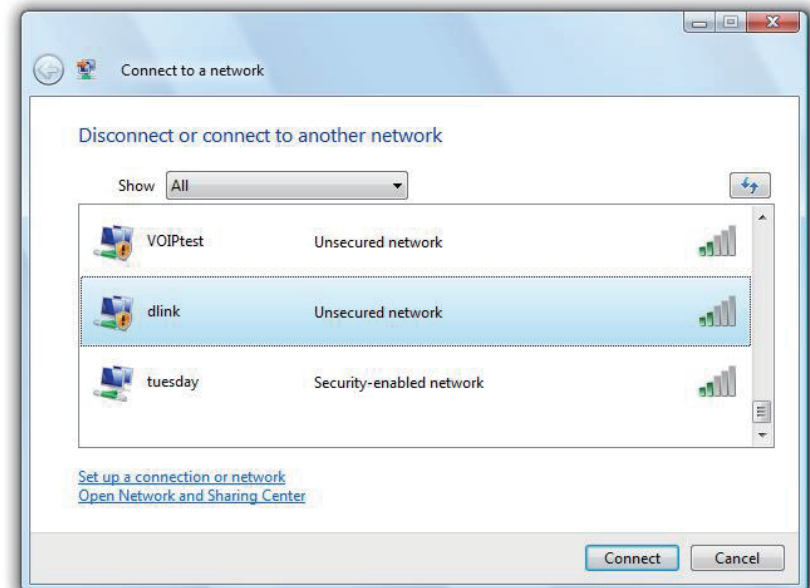 Connect to a network
Disconnect or connect to another network
Show All
VOIPtest Unsecured network
dlink Unsecured network
tuesday Security-enabled network
Set up a connection or network
Open Network and Sharing Center
Connect Cancel